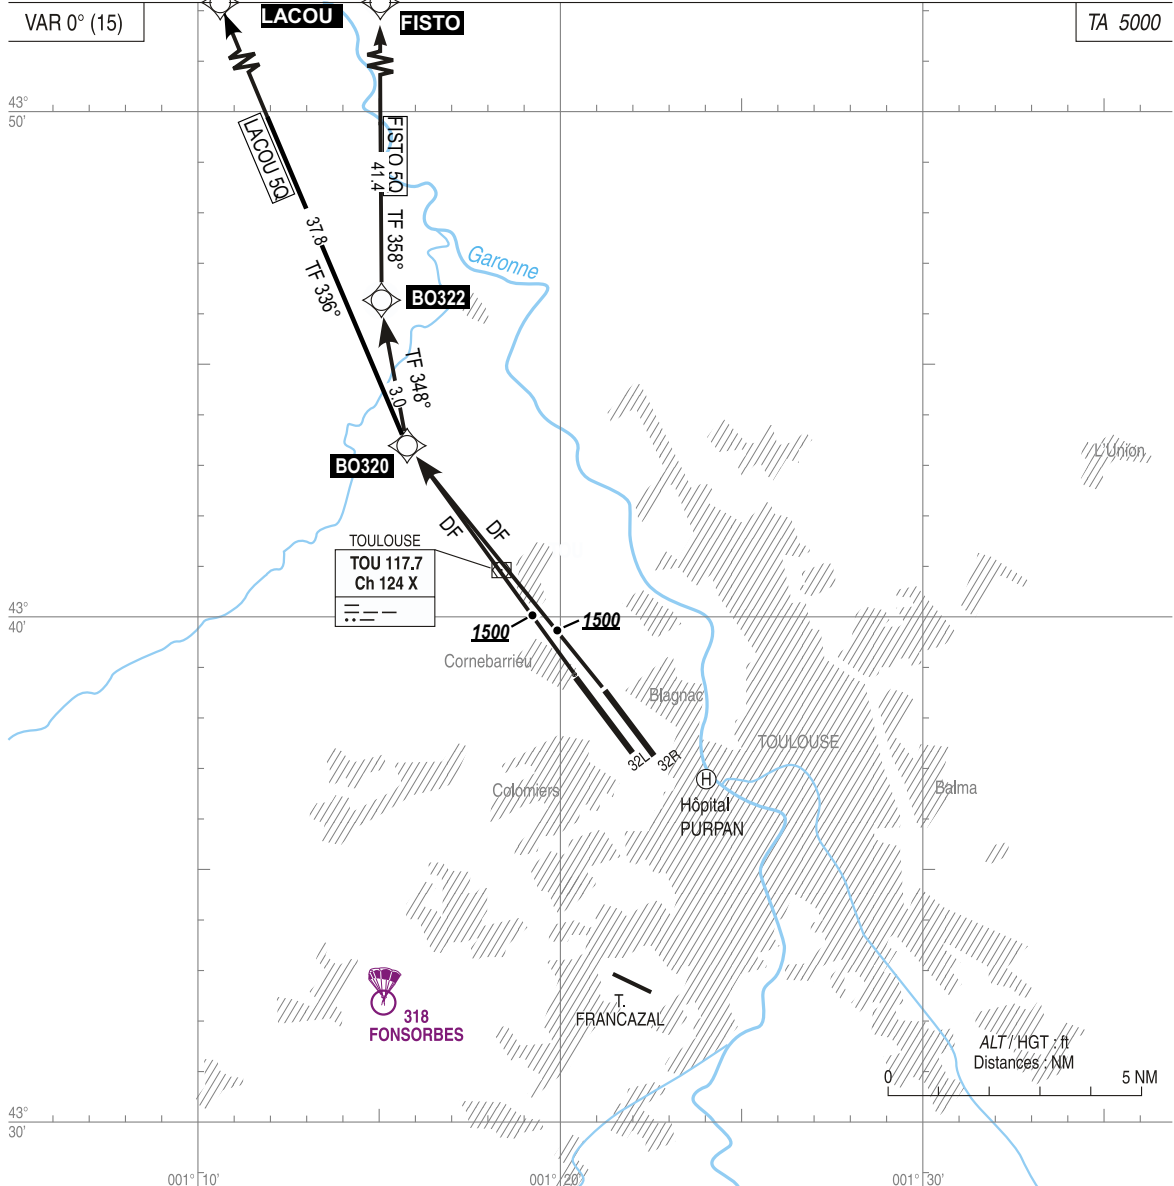 VAR 0° (15)
LACOU
FISTO
TA 5000
43°
50'
LACOU 5Q
FISTO 5Q
41.4
TF 358°
37.8
TF 336°
Garonne
BO322
TF 348°
3.0
BO320
L'Union
DF
DF
TOULOUSE
TOU 117.7
Ch 124 X
43°
40'
1500
1500
Cornebarrieu
Blagnac
TOULOUSE
32L
32R
H
Hôpital
PURPAN
Colomiers
Balma
T.
FRANCAZAL
318
FONSORBES
ALT / HGT : ft
Distances : NM
0
5 NM
43°
30'
001° 10'
001° 20'
001° 30'